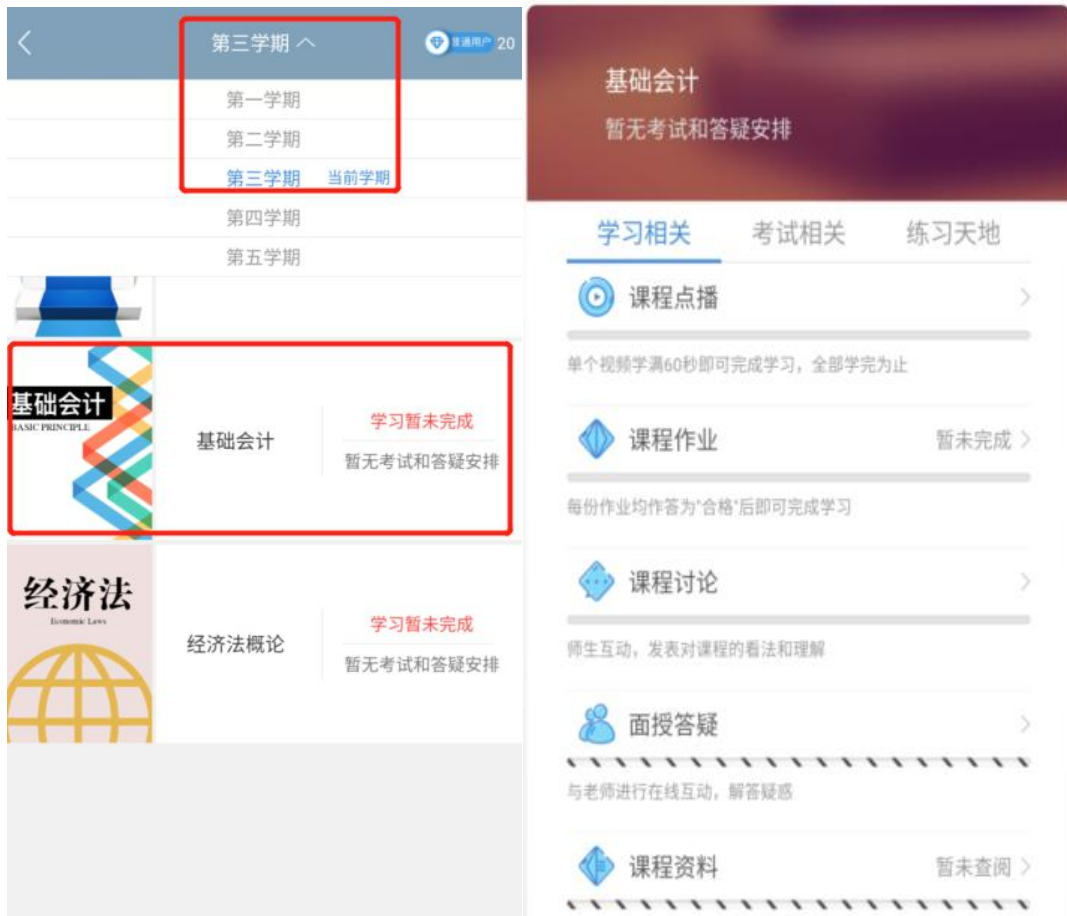 第三学期
普通用户 20
第一学期
第二学期
第三学期 当前学期
第四学期
第五学期
基础会计
BASIC PRINCIPLE
基础会计
学习暂未完成
暂无考试和答疑安排
经济法
Economic Laws
经济法概论
学习暂未完成
暂无考试和答疑安排
基础会计
暂无考试和答疑安排
学习相关 考试相关 练习天地
课程点播
单个视频学满60秒即可完成学习，全部学完为止
课程作业 暂未完成
每份作业均作答为"合格"后即可完成学习
课程讨论
师生互动，发表对课程的看法和理解
面授答疑
与老师进行在线互动，解答疑惑
课程资料 暂未查阅